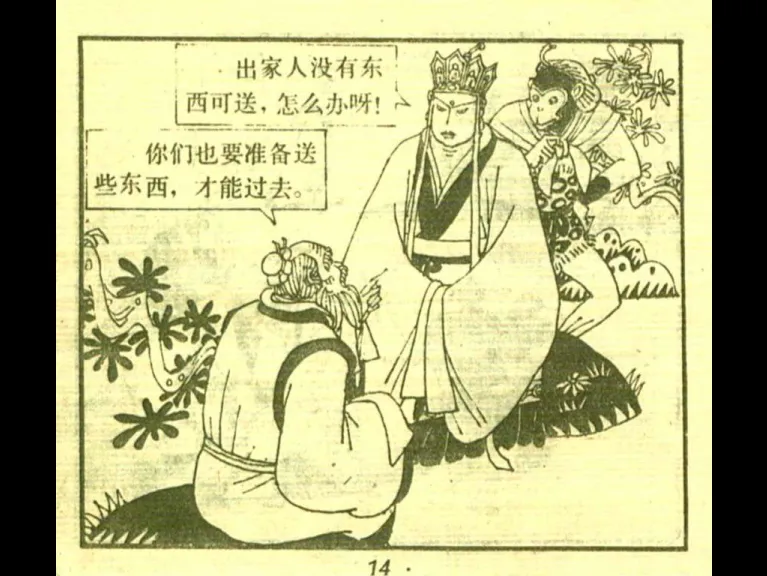 出家人没有东
西可送，怎么办呀！
你们也要准备送
些东西，才能过去。
14 ·